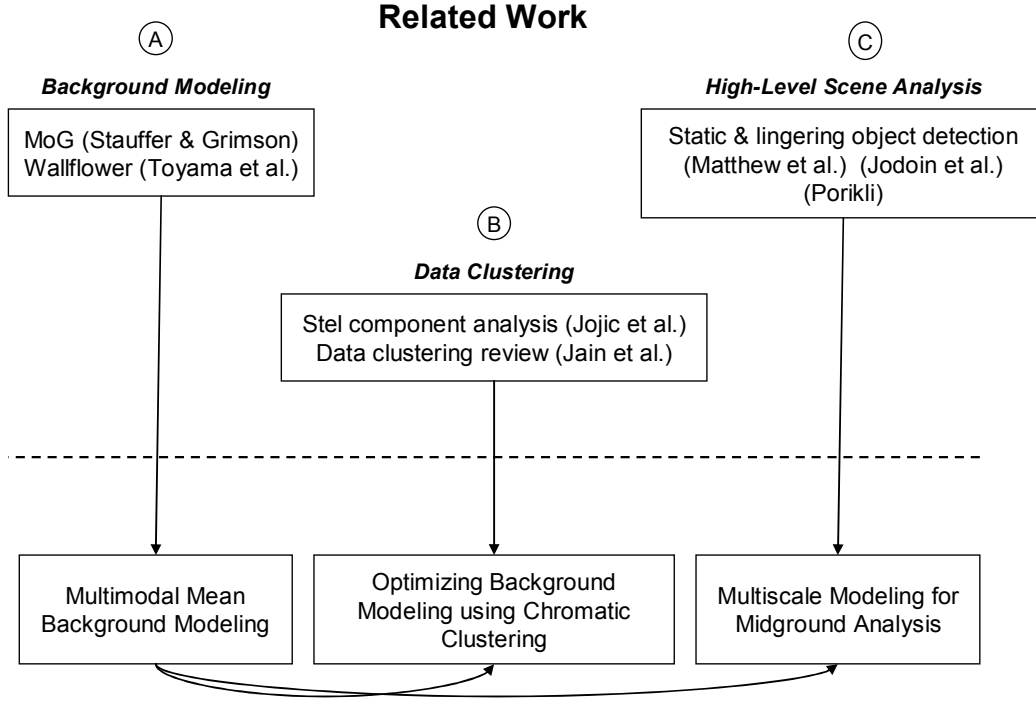 Related Work
A
Background Modeling
MoG (Stauffer & Grimson)
Wallflower (Toyama et al.)
C
High-Level Scene Analysis
Static & lingering object detection
(Matthew et al.)  (Jodoin et al.)
(Porikli)
B
Data Clustering
Stel component analysis (Jojic et al.)
Data clustering review (Jain et al.)
Multimodal Mean
Background Modeling
Optimizing Background
Modeling using Chromatic
Clustering
Multiscale Modeling for
Midground Analysis